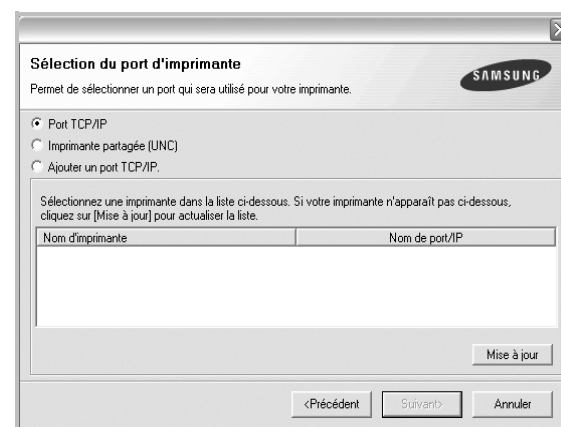 Sélection du port d'imprimante
Permet de sélectionner un port qui sera utilisé pour votre imprimante.
SAMSUNG
Port TCP/IP
Imprimante partagée (UNC)
Ajouter un port TCP/IP.
Sélectionnez une imprimante dans la liste ci-dessous. Si votre imprimante n'apparaît pas ci-dessous,
cliquez sur [Mise à jour] pour actualiser la liste.
Nom d'imprimante Nom de port/IP
Mise à jour
<Précédent Suivant> Annuler